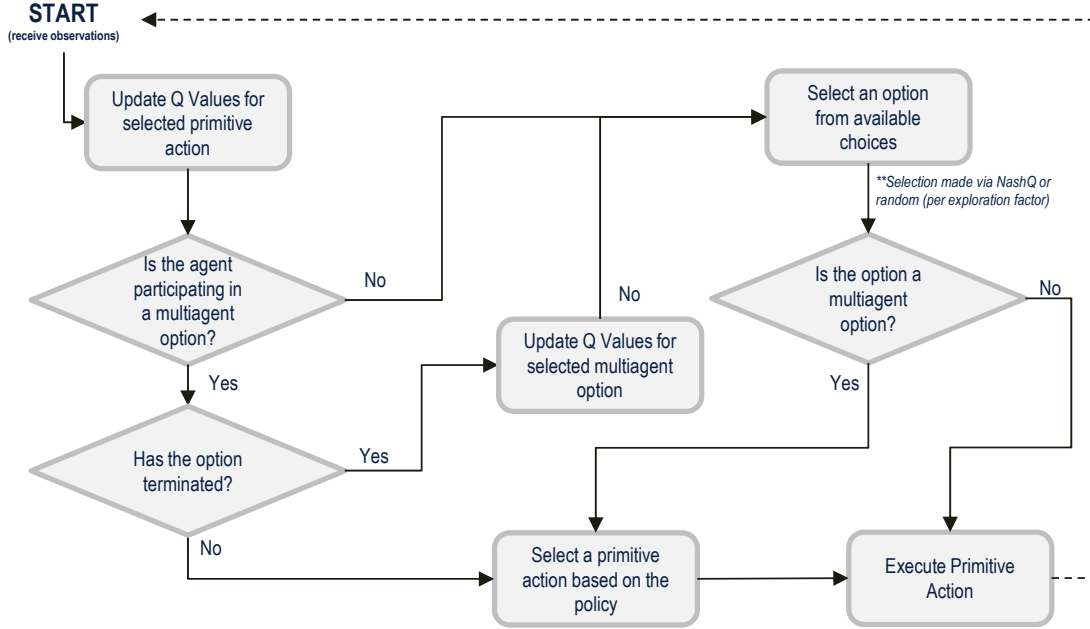 START
(receive observations)
Update Q Values for
selected primitive
action
Select an option
from available
choices
**Selection made via NashQ or
random (per exploration factor)
Is the agent
participating in
a multiagent
option?
No
Is the option a
multiagent
option?
No
No
Update Q Values for
selected multiagent
option
Yes
Yes
Has the option
terminated?
Yes
No
Select a primitive
action based on the
policy
Execute Primitive
Action